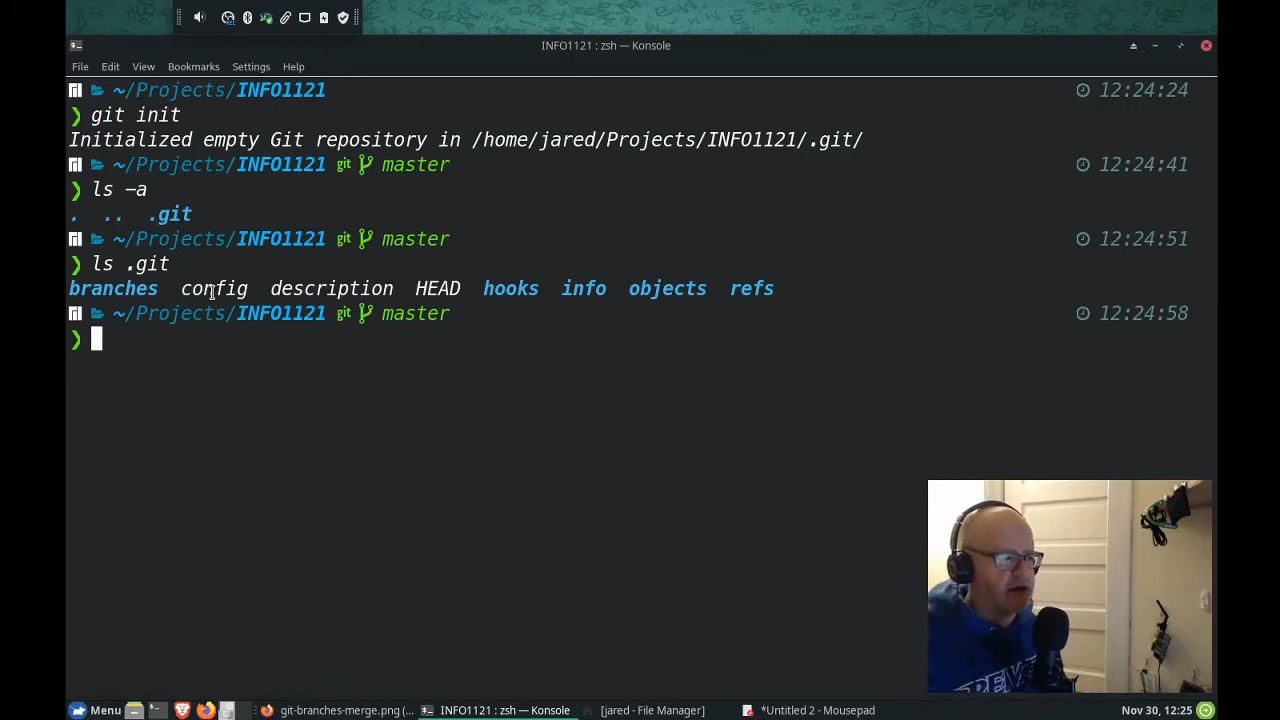 INFO1121 : zsh — Konsole
File Edit View Bookmarks Settings Help
~/Projects/INFO1121 12:24:24
❯ git init
Initialized empty Git repository in /home/jared/Projects/INFO1121/.git/
~/Projects/INFO1121 git master 12:24:41
❯ ls -a
. .. .git
~/Projects/INFO1121 git master 12:24:51
❯ ls .git
branches config description HEAD hooks info objects refs
~/Projects/INFO1121 git master 12:24:58
❯
Menu git-branches-merge.png (... INFO1121 : zsh — Konsole [jared - File Manager] *Untitled 2 - Mousepad Nov 30, 12:25